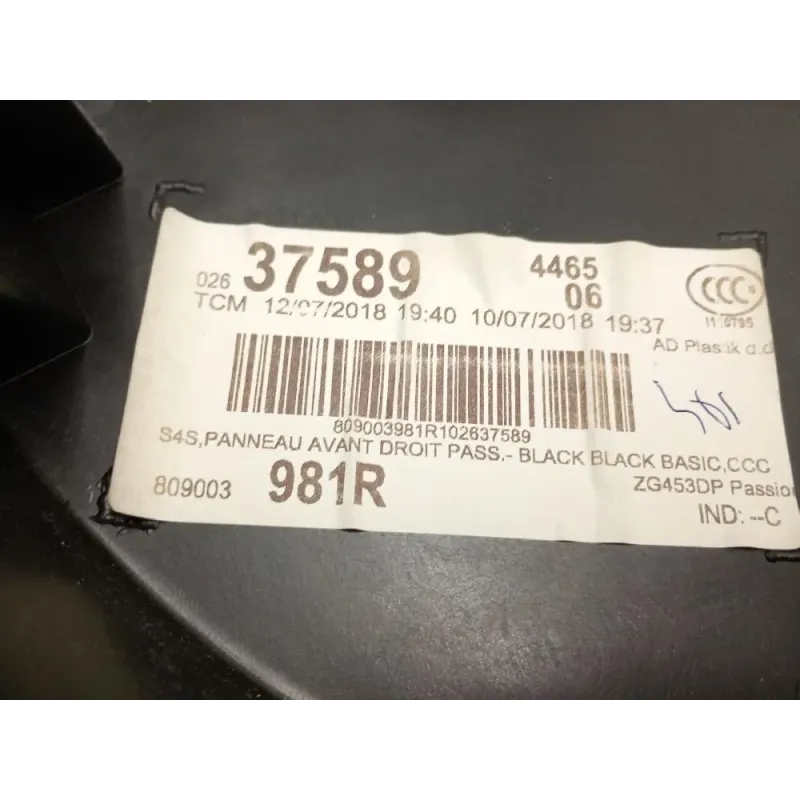 026 37589 4465
06
TCM 12/07/2018 19:40 10/07/2018 19:37
CCC
AD Plastik d.d
809003981R102637589
S4S,PANNEAU AVANT DROIT PASS.- BLACK BLACK BASIC,CCC
809003 981R ZG453DP Passion
IND: --C